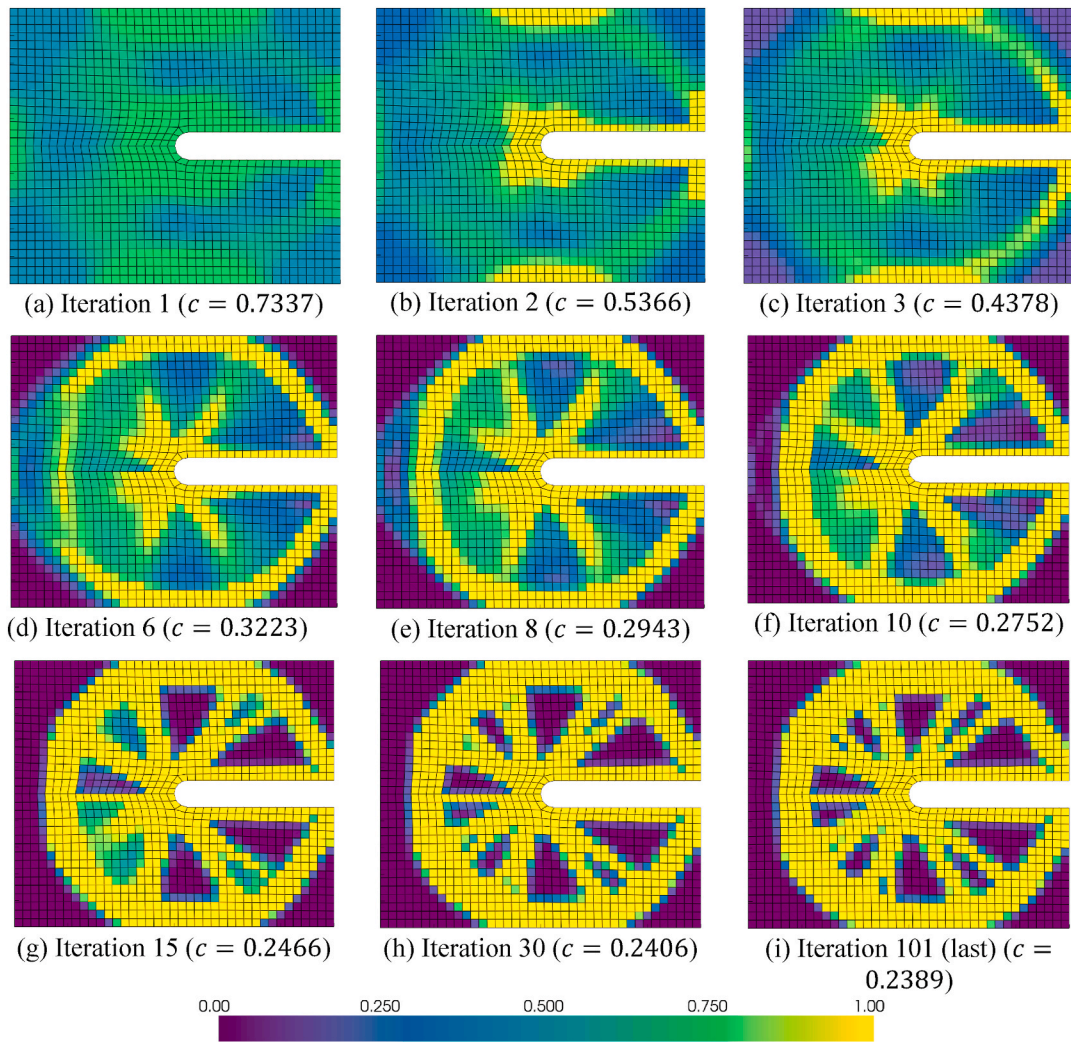 (a) Iteration 1 (c = 0.7337)
(b) Iteration 2 (c = 0.5366)
(c) Iteration 3 (c = 0.4378)
(d) Iteration 6 (c = 0.3223)
(e) Iteration 8 (c = 0.2943)
(f) Iteration 10 (c = 0.2752)
(g) Iteration 15 (c = 0.2466)
(h) Iteration 30 (c = 0.2406)
(i) Iteration 101 (last) (c =
0.2389)
0.00 0.250 0.500 0.750 1.00